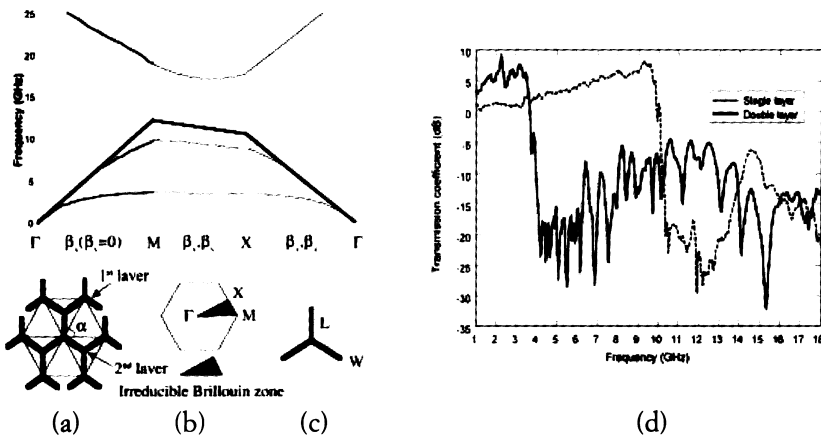 25
20
15
10
5
0
Frequency (GHz)
Γ M X Γ
1st laver
α
2nd laver
X
Γ M
Irreducible Brillouin zone
L
W
(a) (b) (c) (d)
10
5
0
-5
-10
-15
-20
-25
-30
-35
Transmission coefficient (dB)
Single layer
Double layer
1 2 3 4 5 6 7 8 9 10 11 12 13 14 15 16 17 18
Frequency (GHz)